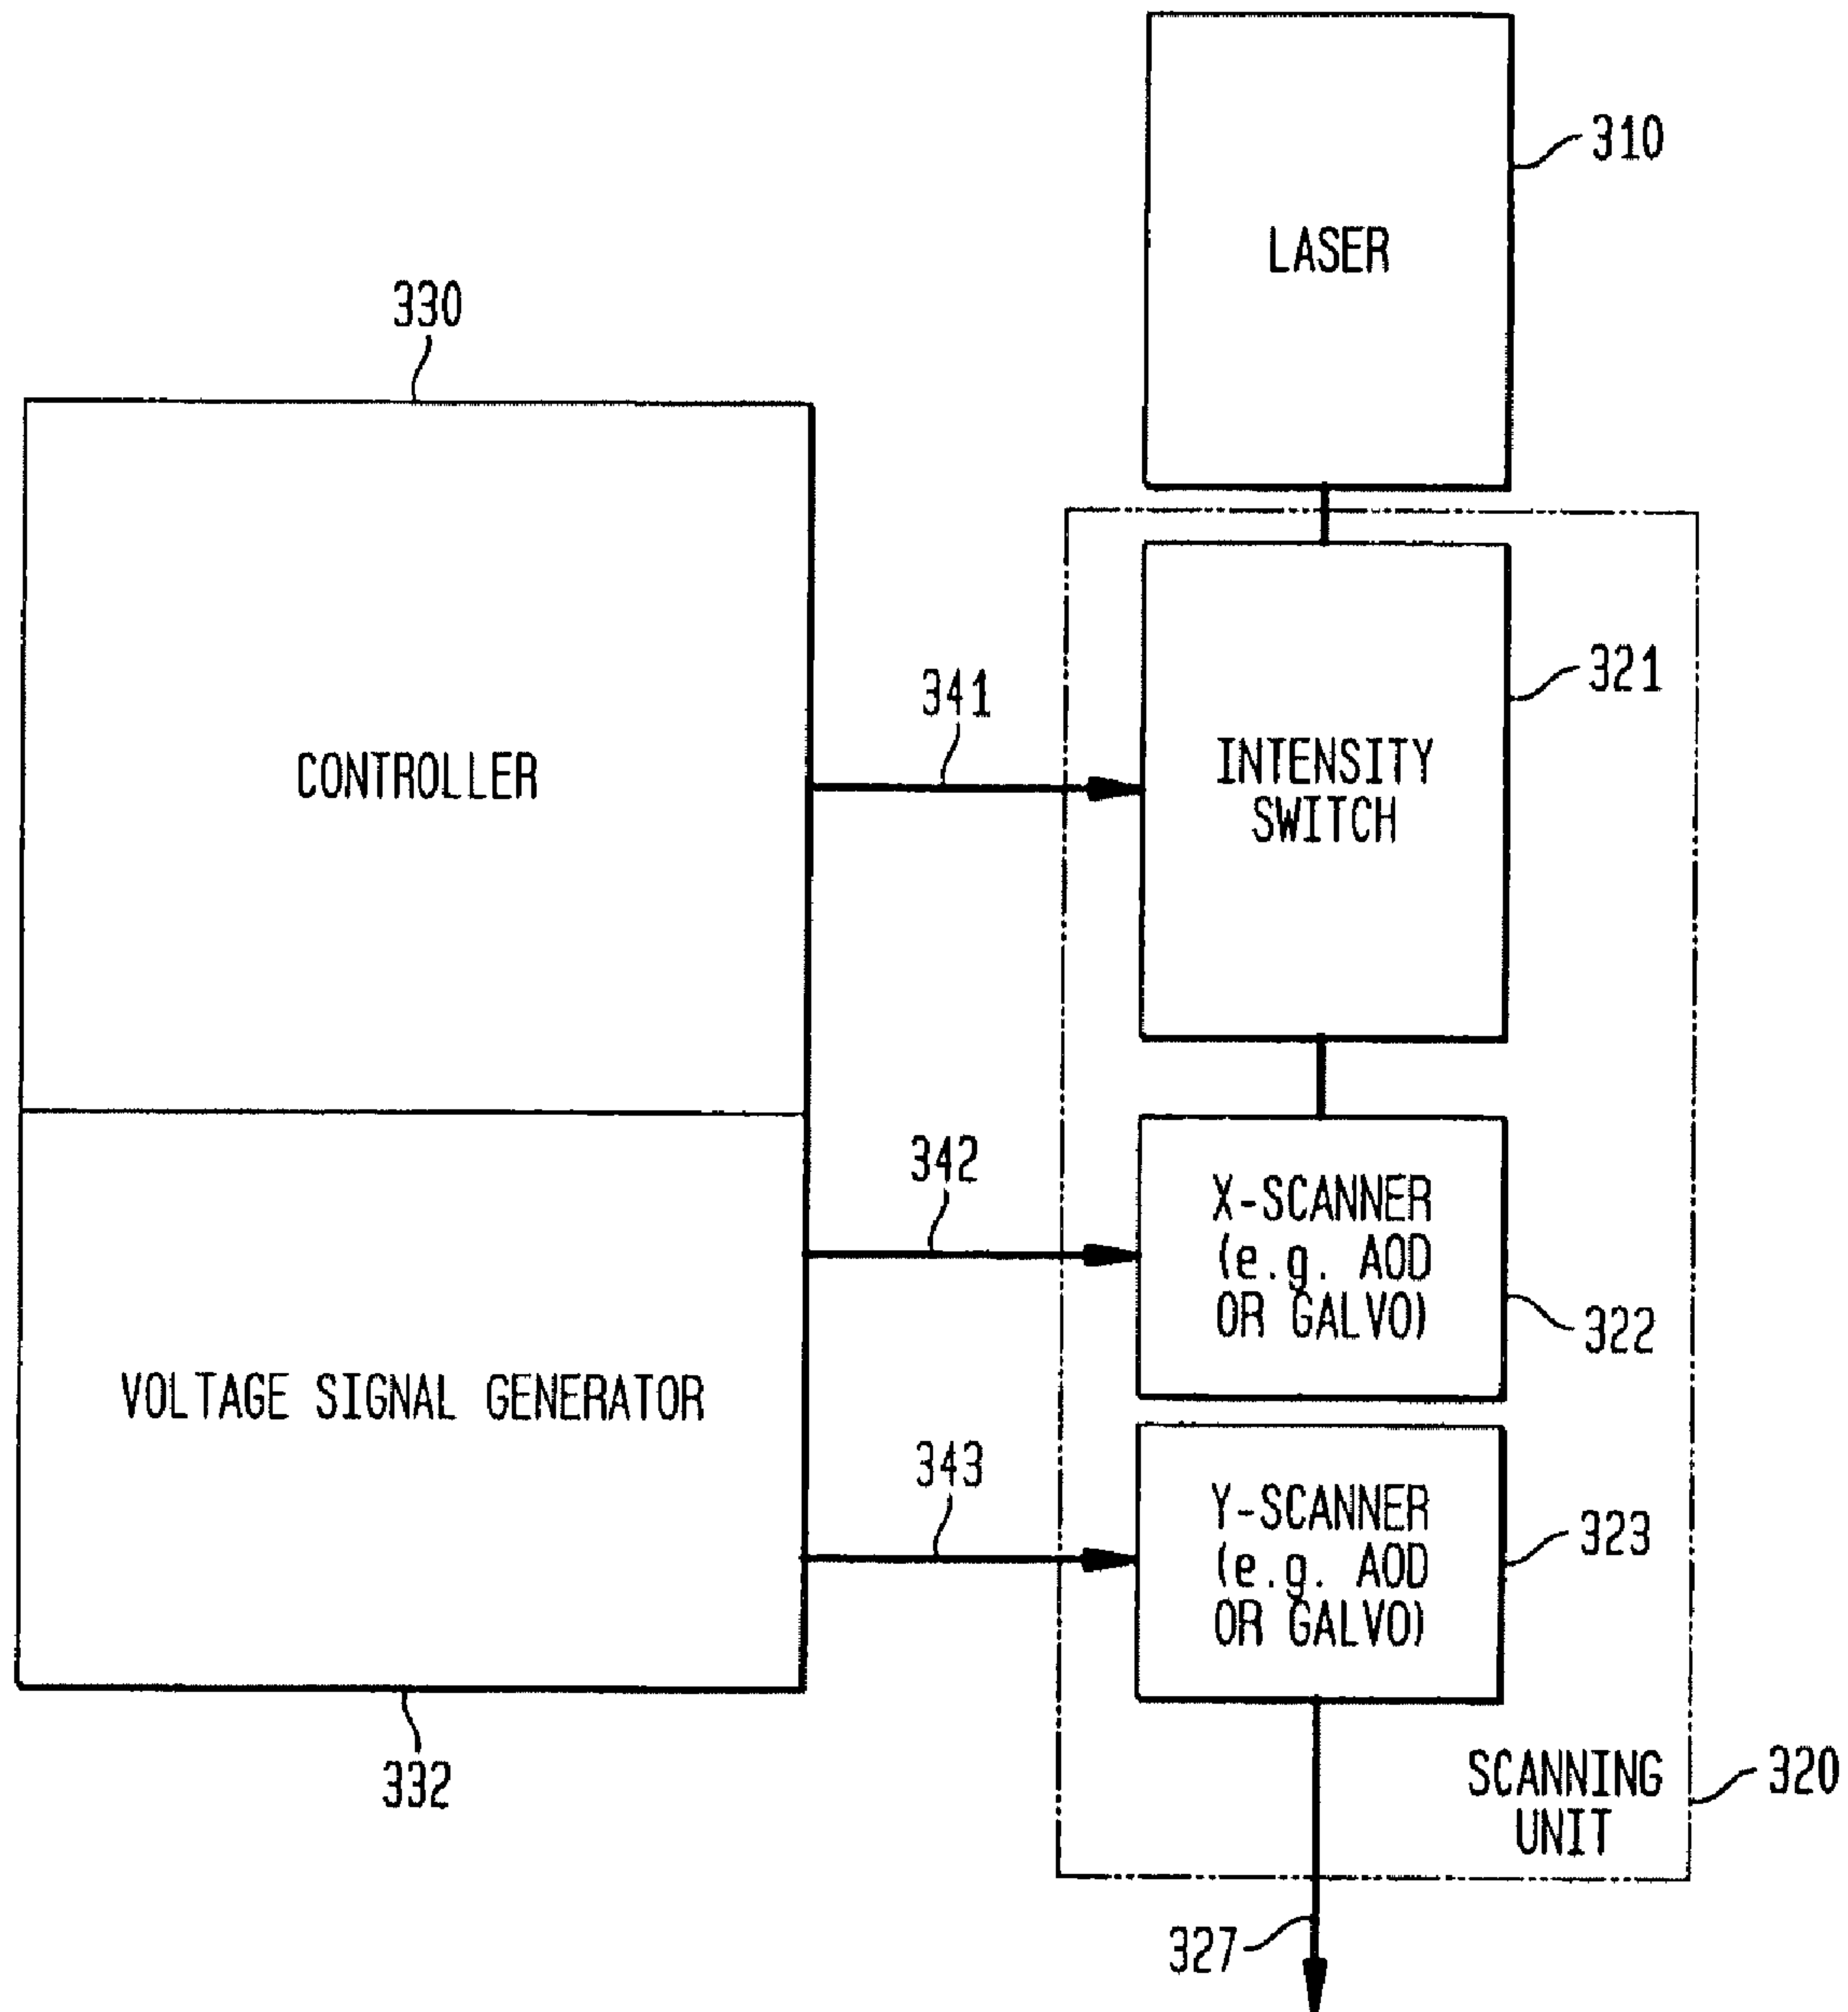 310
LASER
330
321
341
INTENSITY
SWITCH
CONTROLLER
342
X-SCANNER
(e.g. AOD
OR GALVO)
322
VOLTAGE SIGNAL GENERATOR
343
Y-SCANNER
(e.g. AOD
OR GALVO)
323
332
SCANNING
UNIT
320
327